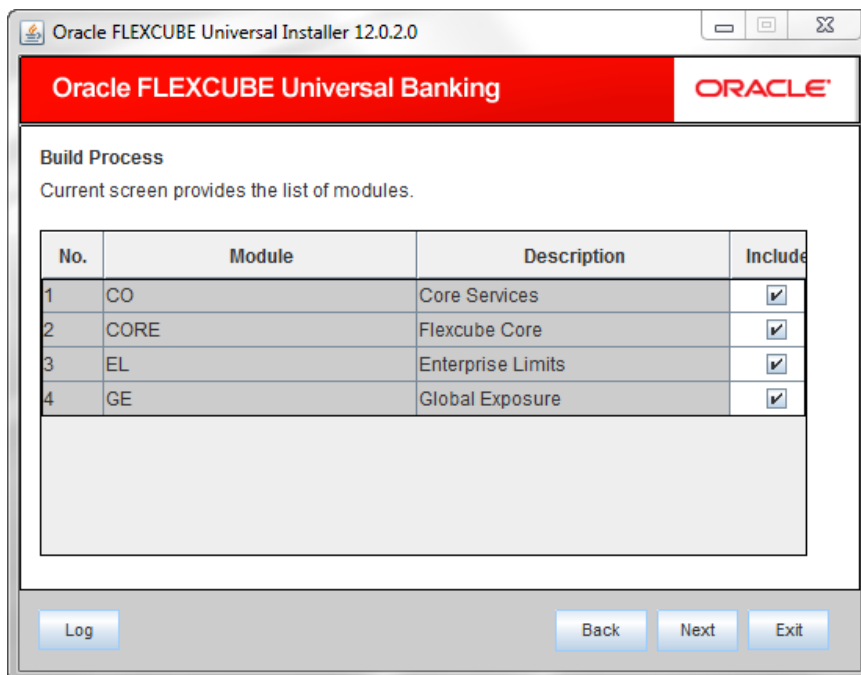 Oracle FLEXCUBE Universal Installer 12.0.2.0
Oracle FLEXCUBE Universal Banking ORACLE
Build Process
Current screen provides the list of modules.
No. Module Description Include
1 CO Core Services
2 CORE Flexcube Core
3 EL Enterprise Limits
4 GE Global Exposure
Log Back Next Exit